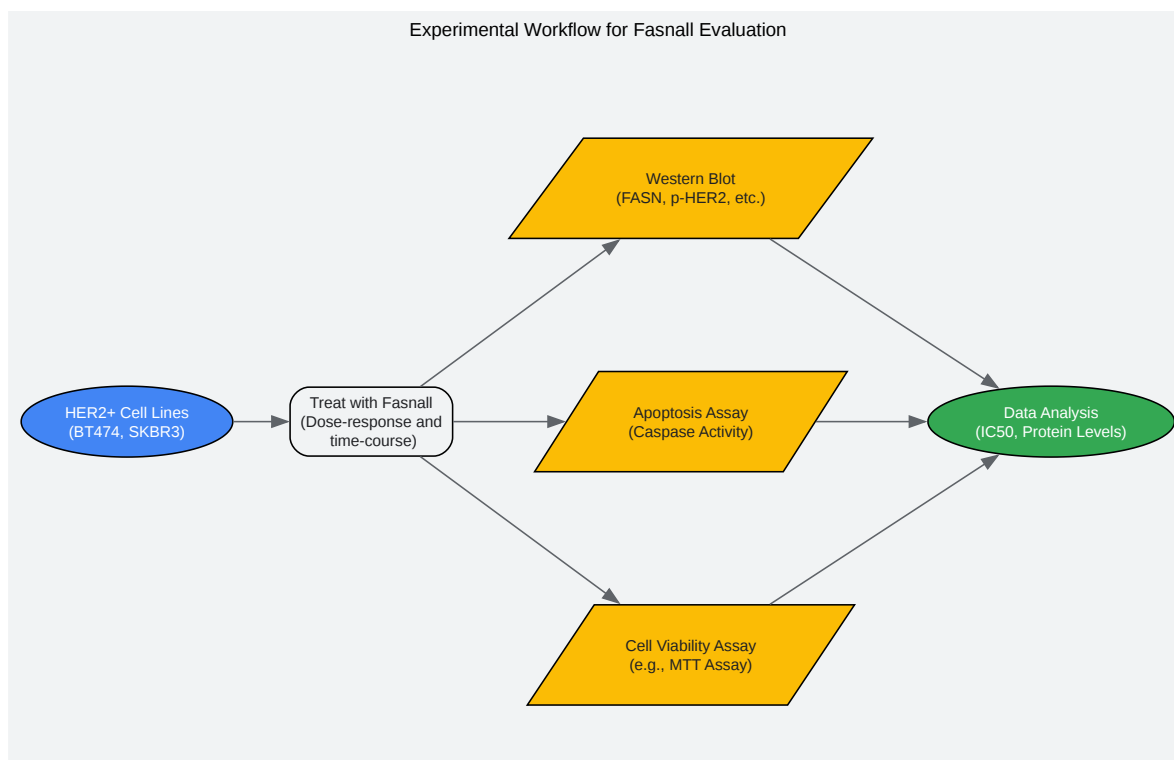 Experimental Workflow for Fasnall Evaluation
Western Blot
(FASN, p-HER2, etc.)
HER2+ Cell Lines
(BT474, SKBR3)
Treat with Fasnall
(Dose-response and
time-course)
Apoptosis Assay
(Caspase Activity)
Data Analysis
(IC50, Protein Levels)
Cell Viability Assay
(e.g., MTT Assay)